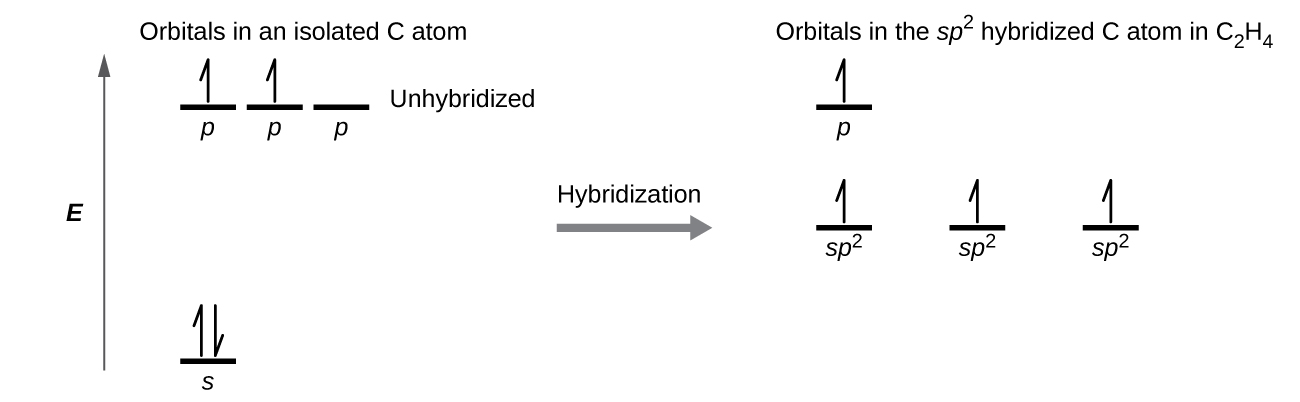 Orbitals in an isolated C atom
Orbitals in the sp² hybridized C atom in C₂H₄
Unhybridized
p p p
p
E
Hybridization
sp² sp² sp²
s